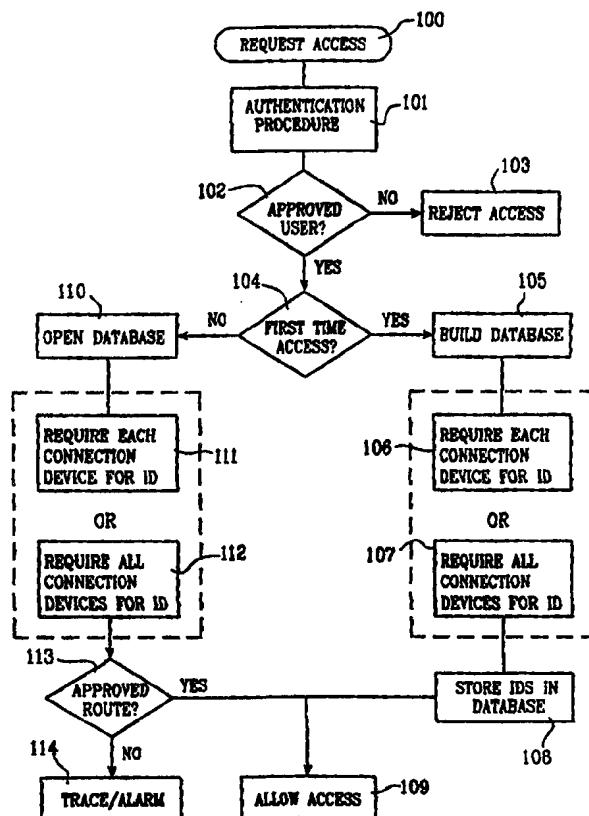 100
REQUEST ACCESS
101
AUTHENTICATION
PROCEDURE
102
APPROVED
USER?
NO
103
REJECT ACCESS
YES
104
FIRST TIME
ACCESS?
NO
110
OPEN DATABASE
YES
105
BUILD DATABASE
REQUIRE EACH
CONNECTION
DEVICE FOR ID
111
OR
REQUIRE ALL
CONNECTION
DEVICES FOR ID
112
106
REQUIRE EACH
CONNECTION
DEVICE FOR ID
OR
107
REQUIRE ALL
CONNECTION
DEVICES FOR ID
113
APPROVED
ROUTE?
YES
STORE IDS IN
DATABASE
108
NO
114
TRACE/ALARM
ALLOW ACCESS
109